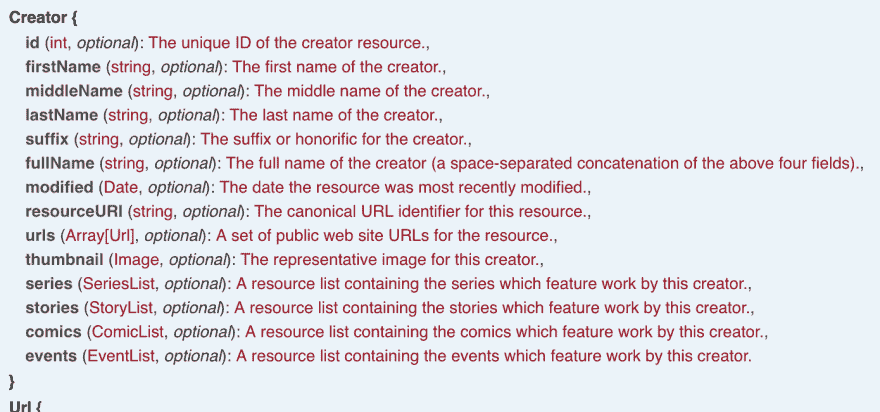 Creator {
id (int, optional): The unique ID of the creator resource.,
firstName (string, optional): The first name of the creator.,
middleName (string, optional): The middle name of the creator.,
lastName (string, optional): The last name of the creator.,
suffix (string, optional): The suffix or honorific for the creator.,
fullName (string, optional): The full name of the creator (a space-separated concatenation of the above four fields).,
modified (Date, optional): The date the resource was most recently modified.,
resourceURI (string, optional): The canonical URL identifier for this resource.,
urls (Array[Url], optional): A set of public web site URLs for the resource.,
thumbnail (Image, optional): The representative image for this creator.,
series (SeriesList, optional): A resource list containing the series which feature work by this creator.,
stories (StoryList, optional): A resource list containing the stories which feature work by this creator.,
comics (ComicList, optional): A resource list containing the comics which feature work by this creator.,
events (EventList, optional): A resource list containing the events which feature work by this creator.
}
Url {